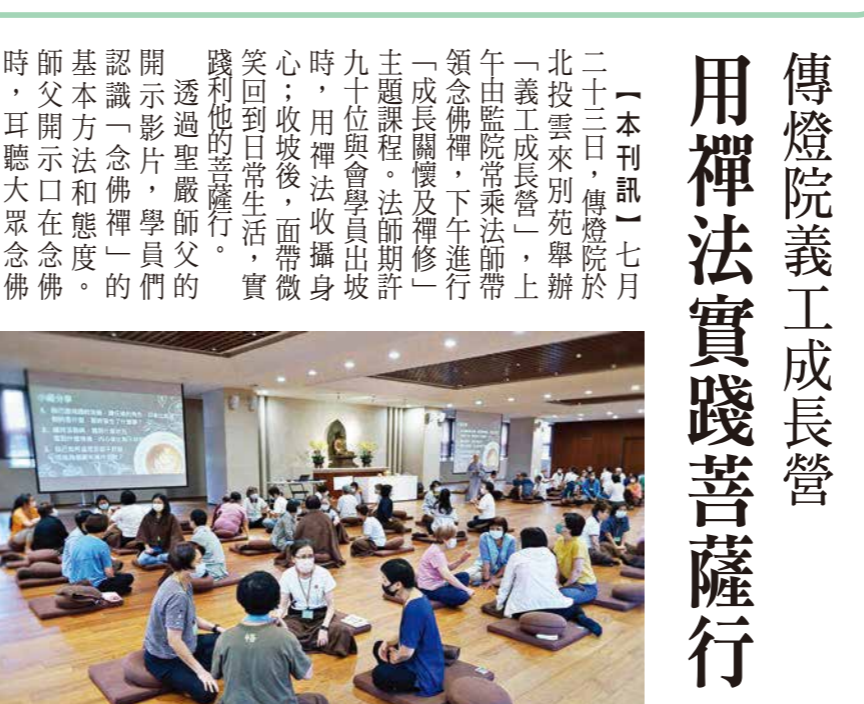 傳燈院義工成長營
用禪法實踐菩薩行
【本刊訊】七月
二十三日，傳燈院於
北投雲來別苑舉辦
「義工成長營」，上
午由監院常乘法師帶
領念佛禪，下午進行
「成長關懷及禪修」
主題課程。法師期許
九十位與會學員出坡
時，用禪法收攝身
心；收坡後，面帶微
笑回到日常生活，實
踐利他的菩薩行。
透過聖嚴師父的
開示影片，學員們
認識「念佛禪」的
基本方法和態度。
師父開示口在念佛
時，耳聽大眾念佛
小組分享